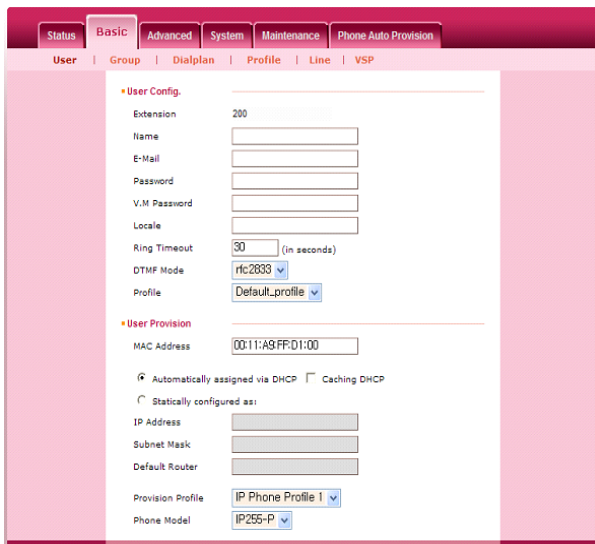 Status Basic Advanced System Maintenance Phone Auto Provision
User | Group | Dialplan | Profile | Line | VSP
User Config.
Extension 200
Name
E-Mail
Password
V.M Password
Locale
Ring Timeout 30 (in seconds)
DTMF Mode rfc2833
Profile Default_profile
User Provision
MAC Address 00:11:A9:FF:D1:00
Automatically assigned via DHCP Caching DHCP
Statically configured as:
IP Address
Subnet Mask
Default Router
Provision Profile IP Phone Profile 1
Phone Model IP255-P